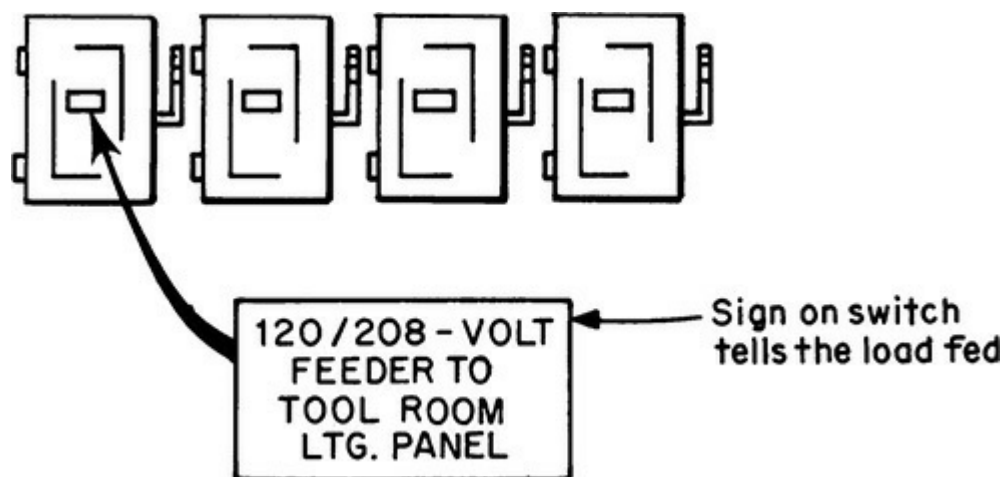 120/208-VOLT
FEEDER TO
TOOL ROOM
LTG. PANEL
Sign on switch
tells the load fed